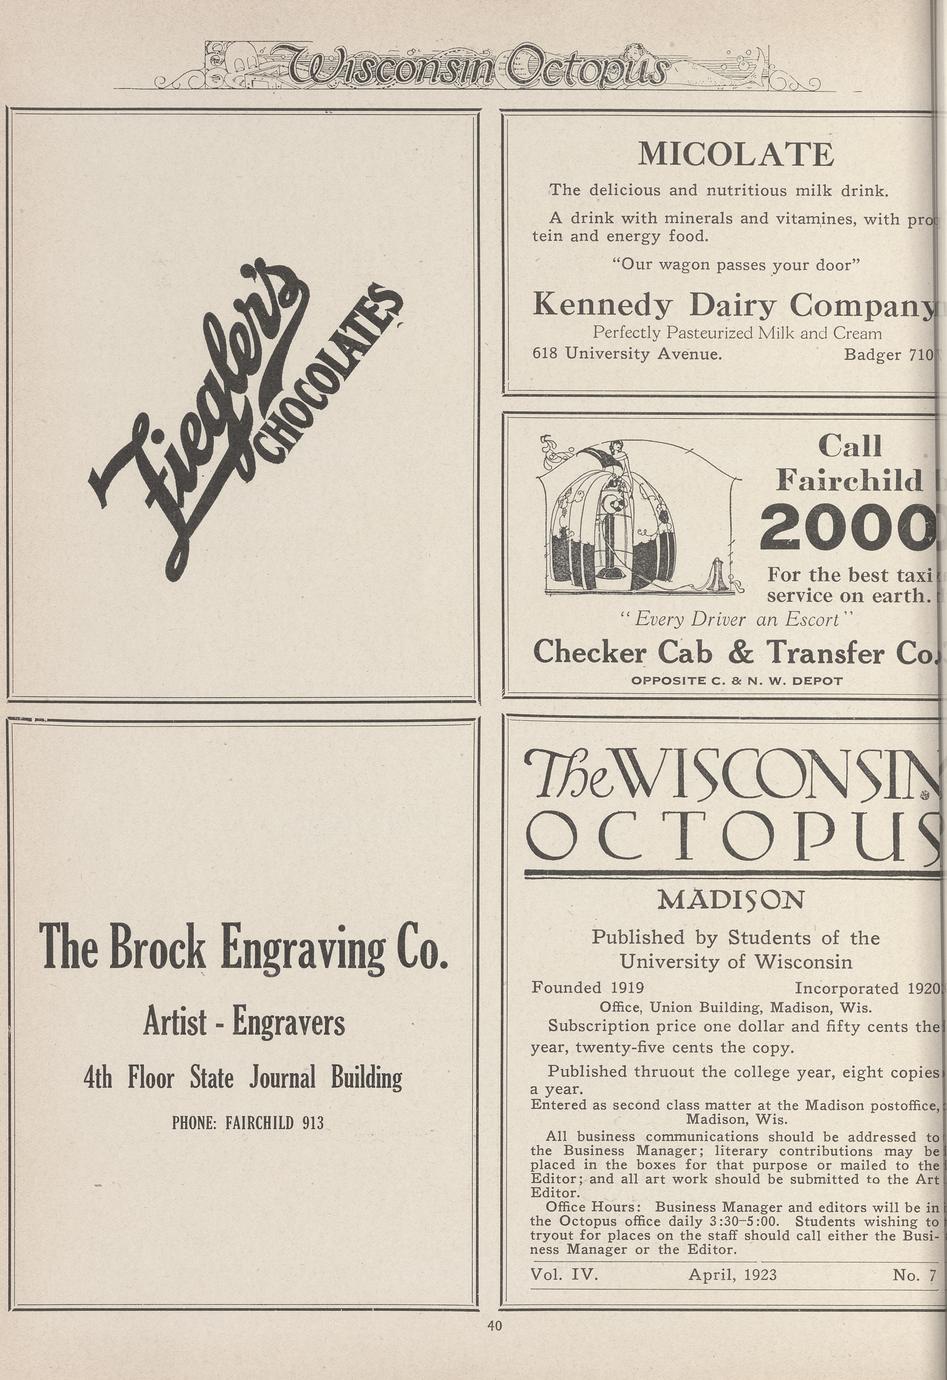 Wisconsin Octopus
Ziegler's
CHOCOLATES
The Brock Engraving Co.
Artist - Engravers
4th Floor State Journal Building
PHONE: FAIRCHILD 913
MICOLATE
The delicious and nutritious milk drink.
A drink with minerals and vitamines, with pro-
tein and energy food.
"Our wagon passes your door"
Kennedy Dairy Company
Perfectly Pasteurized Milk and Cream
618 University Avenue. Badger 710
Call
Fairchild
2000
For the best taxi
service on earth.
"Every Driver an Escort"
Checker Cab & Transfer Co.
OPPOSITE C. & N. W. DEPOT
The WISCONSIN
OCTOPUS
MADISON
Published by Students of the
University of Wisconsin
Founded 1919 Incorporated 1920
Office, Union Building, Madison, Wis.
Subscription price one dollar and fifty cents the
year, twenty-five cents the copy.
Published thruout the college year, eight copies
a year.
Entered as second class matter at the Madison postoffice,
Madison, Wis.
All business communications should be addressed to
the Business Manager; literary contributions may be
placed in the boxes for that purpose or mailed to the
Editor; and all art work should be submitted to the Art
Editor.
Office Hours: Business Manager and editors will be in
the Octopus office daily 3:30-5:00. Students wishing to
tryout for places on the staff should call either the Busi-
ness Manager or the Editor.
Vol. IV. April, 1923 No. 7
40